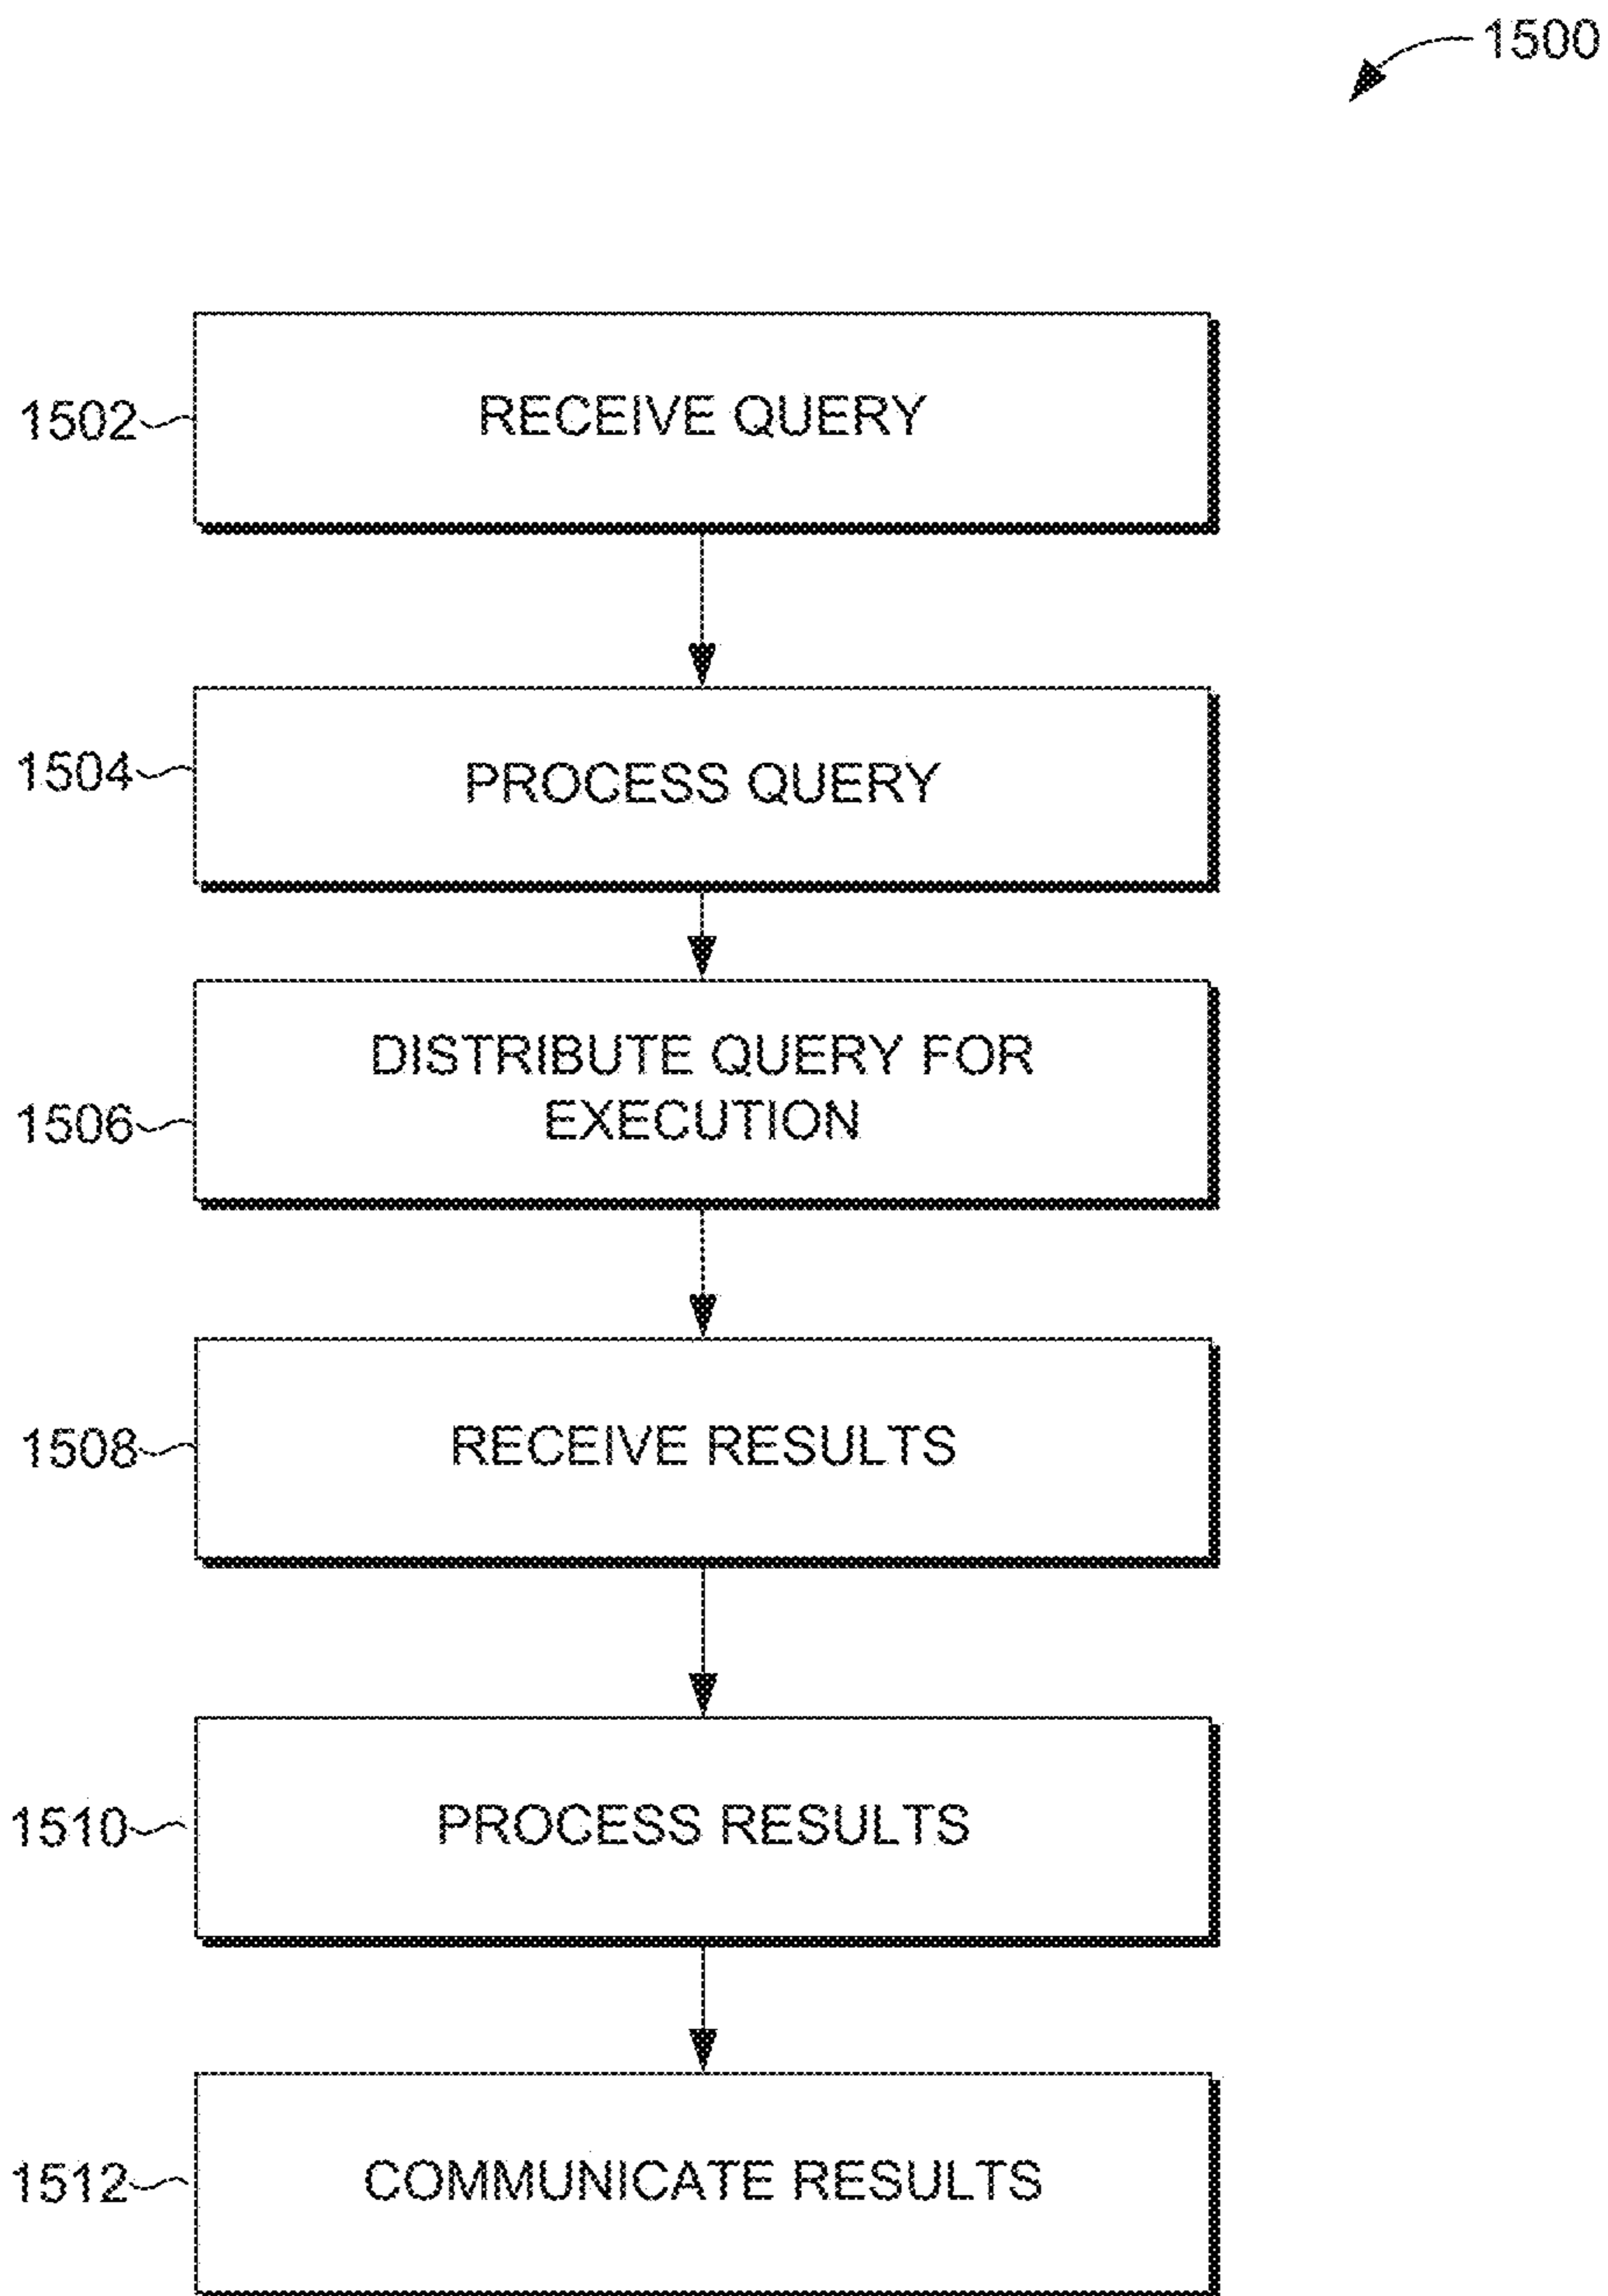 1500
1502
RECEIVE QUERY
1504
PROCESS QUERY
DISTRIBUTE QUERY FOR
EXECUTION
1506
RECEIVE RESULTS
1508
PROCESS RESULTS
1510
COMMUNICATE RESULTS
1512